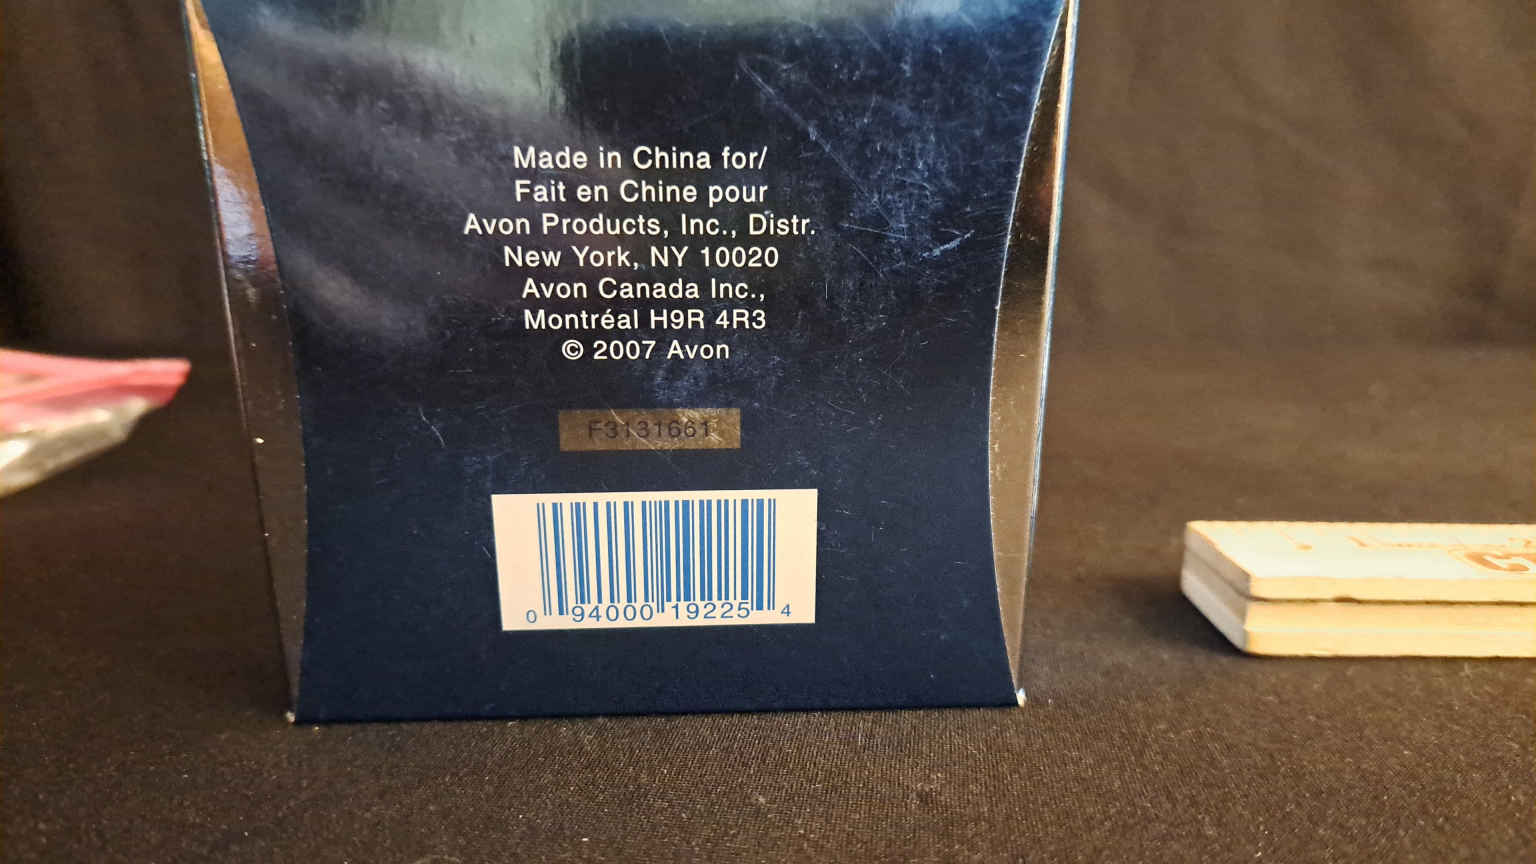 Made in China for/
Fait en Chine pour
Avon Products, Inc., Distr.
New York, NY 10020
Avon Canada Inc.,
Montréal H9R 4R3
© 2007 Avon
F3131661
0 94000 19225 4